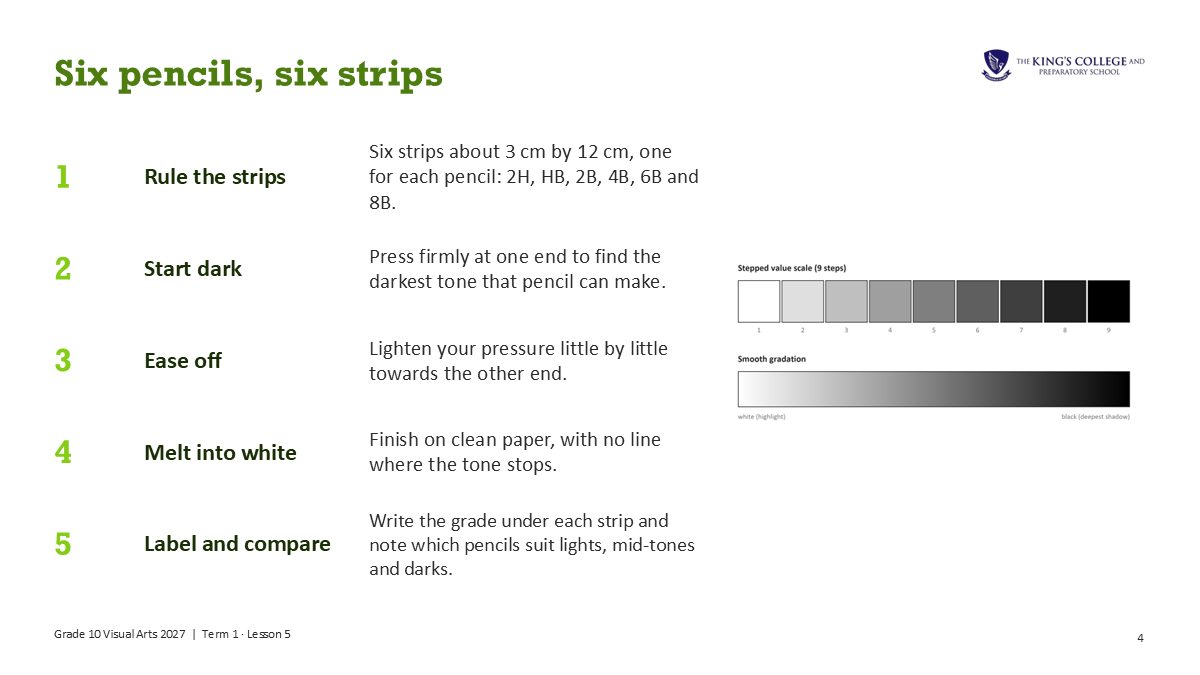 Six pencils, six strips
THE KING'S COLLEGE AND
PREPARATORY SCHOOL
1
Rule the strips
Six strips about 3 cm by 12 cm, one
for each pencil: 2H, HB, 2B, 4B, 6B and
8B.
2
Start dark
Press firmly at one end to find the
darkest tone that pencil can make.
3
Ease off
Lighten your pressure little by little
towards the other end.
4
Melt into white
Finish on clean paper, with no line
where the tone stops.
5
Label and compare
Write the grade under each strip and
note which pencils suit lights, mid-tones
and darks.
Stepped value scale (9 steps)
1 2 3 4 5 6 7 8 9
Smooth gradation
white (highlight) black (deepest shadow)
Grade 10 Visual Arts 2027 | Term 1 · Lesson 5
4